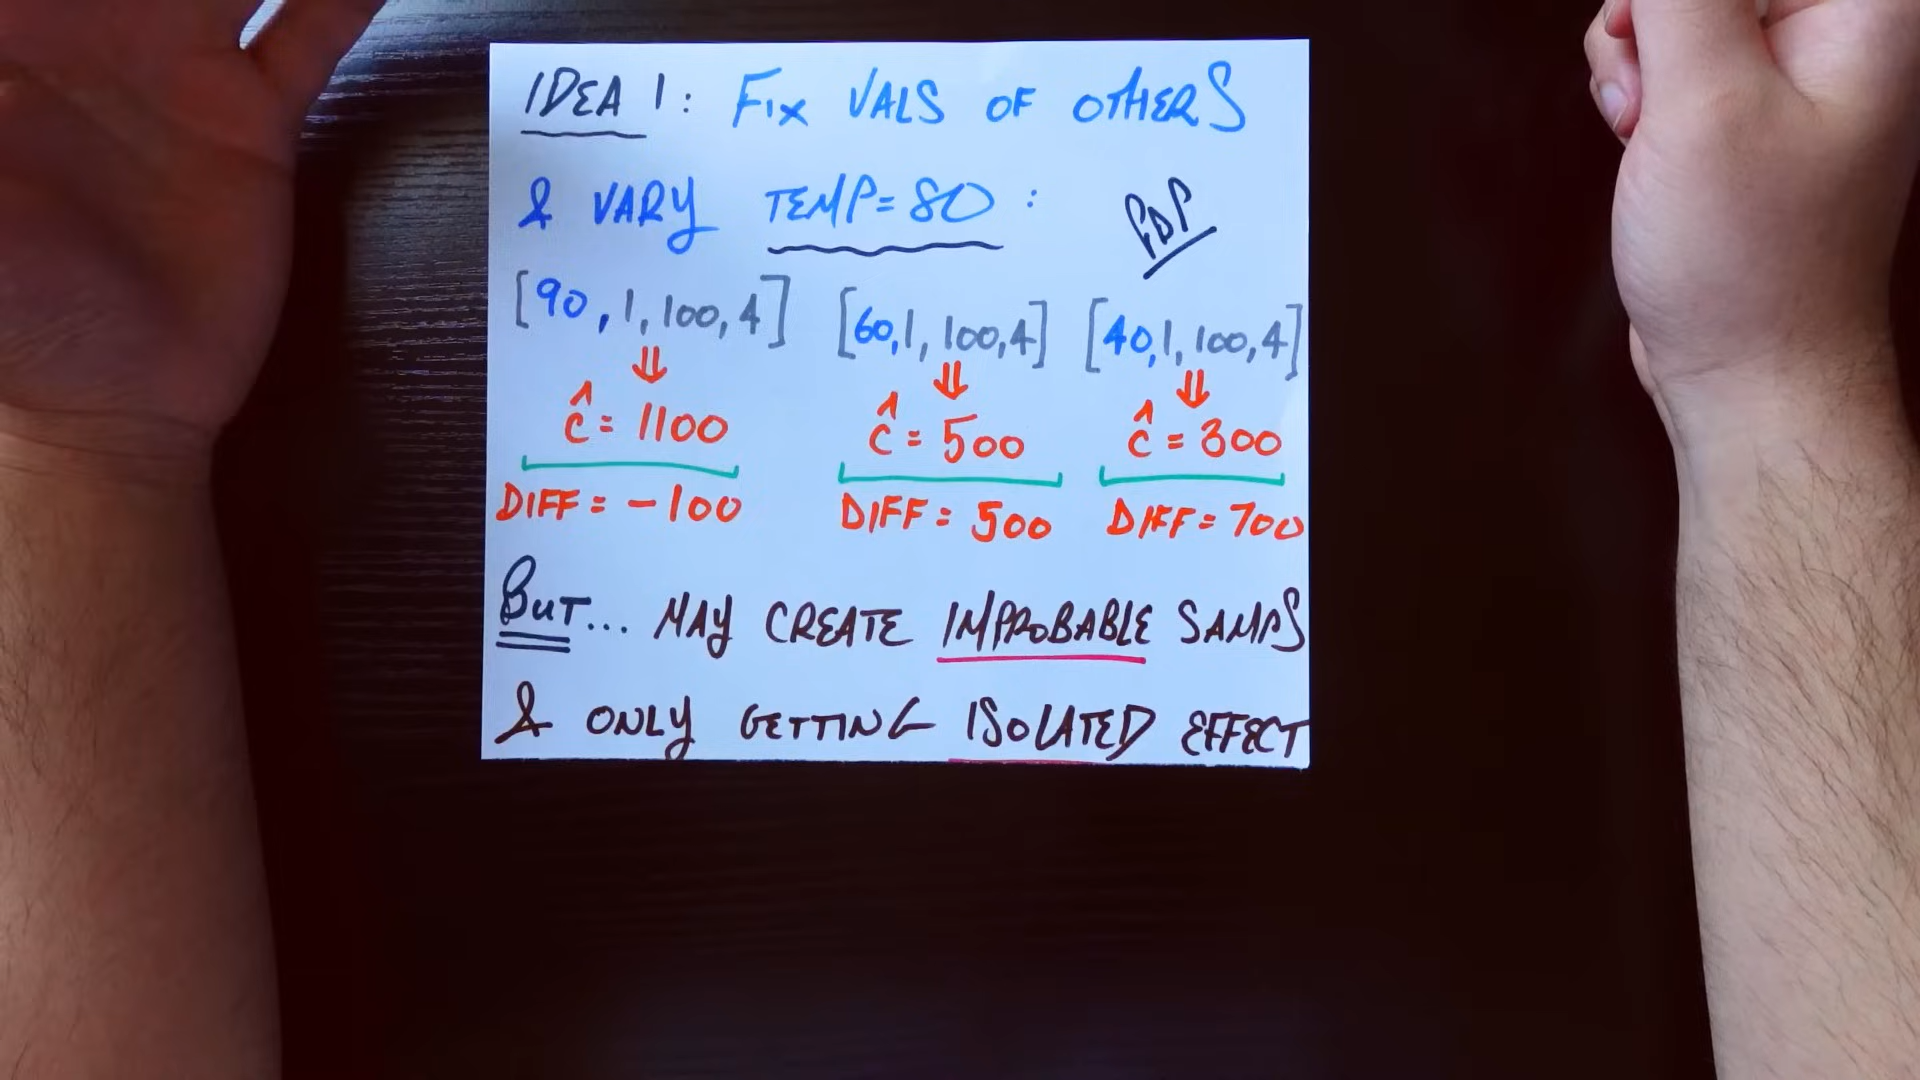 IDEA 1: FIX VALS OF OTHERS
& VARY TEMP=80: PDP
[90, 1, 100, 4] [60, 1, 100, 4] [40, 1, 100, 4]
⇓ ⇓ ⇓
ĉ = 1100 ĉ = 500 ĉ = 300
DIFF = -100 DIFF = 500 DIFF = 700
BUT... MAY CREATE IMPROBABLE SAMPS
& ONLY GETTING ISOLATED EFFECT